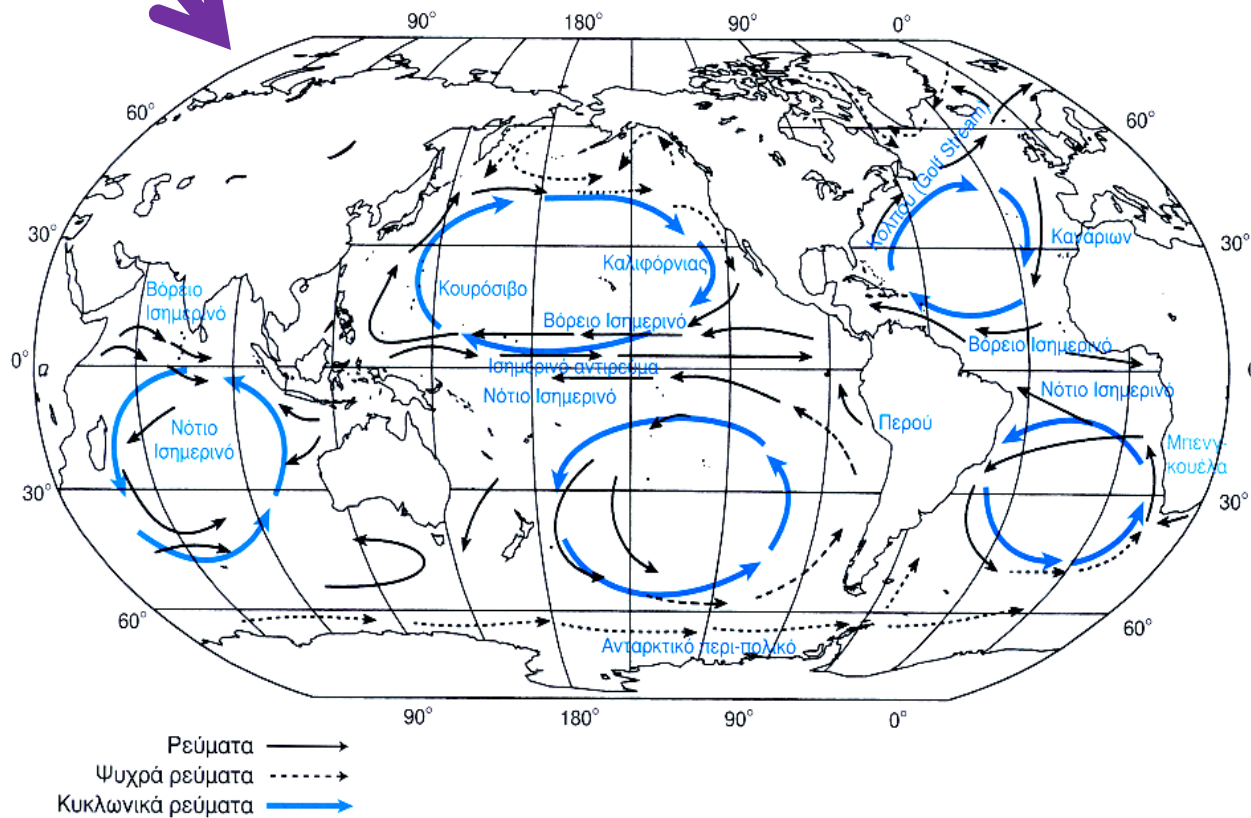 90°
180°
90°
0°
60°
60°
Κόλπου (Golf Stream)
30°
30°
Καναρίων
Καλιφόρνιας
Βόρειο
Ισημερινό
Κουρόσιβο
Βόρειο Ισημερινό
Βόρειο Ισημερινό
0°
Ισημερινό αντιρεύμα
Νότιο Ισημερινό
Νότιο Ισημερινό
Νότιο
Ισημερινό
Περού
Μπενγ-
κουέλα
30°
30°
60°
60°
Ανταρκτικό περι-πολικό
90°
180°
90°
0°
Ρεύματα
Ψυχρά ρεύματα
Κυκλωνικά ρεύματα